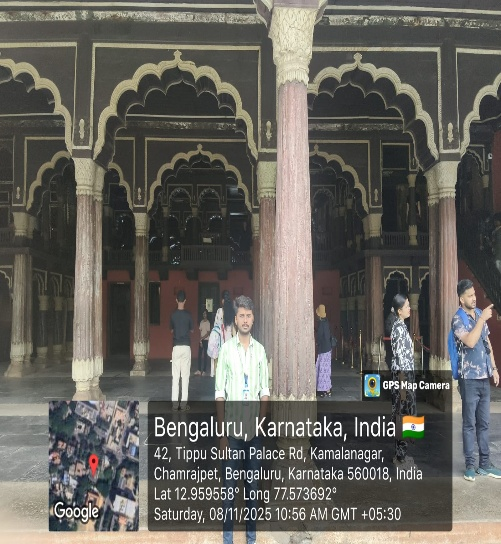 GPS Map Camera
Bengaluru, Karnataka, India 🇮🇳
42, Tippu Sultan Palace Rd, Kamalanagar,
Chamrajpet, Bengaluru, Karnataka 560018, India
Lat 12.959558° Long 77.573692°
Saturday, 08/11/2025 10:56 AM GMT +05:30
Google